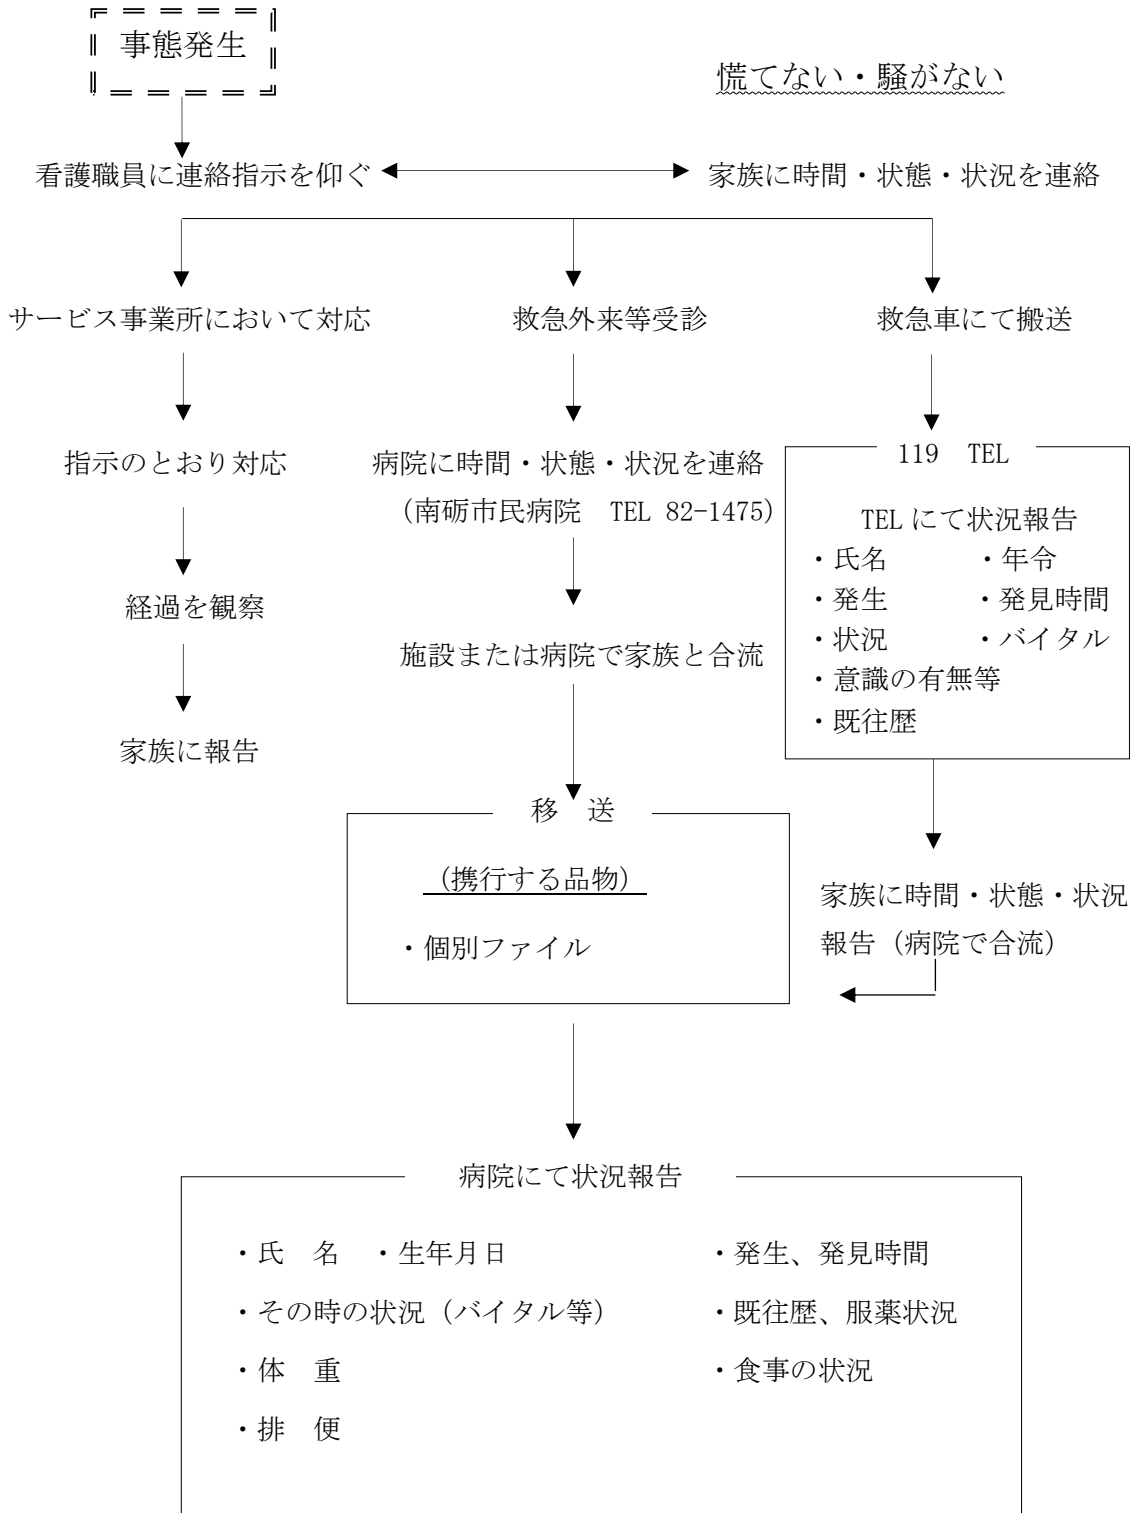 事態発生
慌てない・騒がない
看護職員に連絡指示を仰ぐ
家族に時間・状態・状況を連絡
サービス事業所において対応
救急外来等受診
救急車にて搬送
指示のとおり対応
病院に時間・状態・状況を連絡
(南砺市民病院　TEL 82-1475)
119　TEL
TELにて状況報告
・氏名　・年令
・発生　・発見時間
・状況　・バイタル
・意識の有無等
・既往歴
経過を観察
施設または病院で家族と合流
家族に報告
移　送
(携行する品物)
・個別ファイル
家族に時間・状態・状況
報告（病院で合流）
病院にて状況報告
・氏　名　・生年月日　・発生、発見時間
・その時の状況（バイタル等）　・既往歴、服薬状況
・体　重　・食事の状況
・排　便